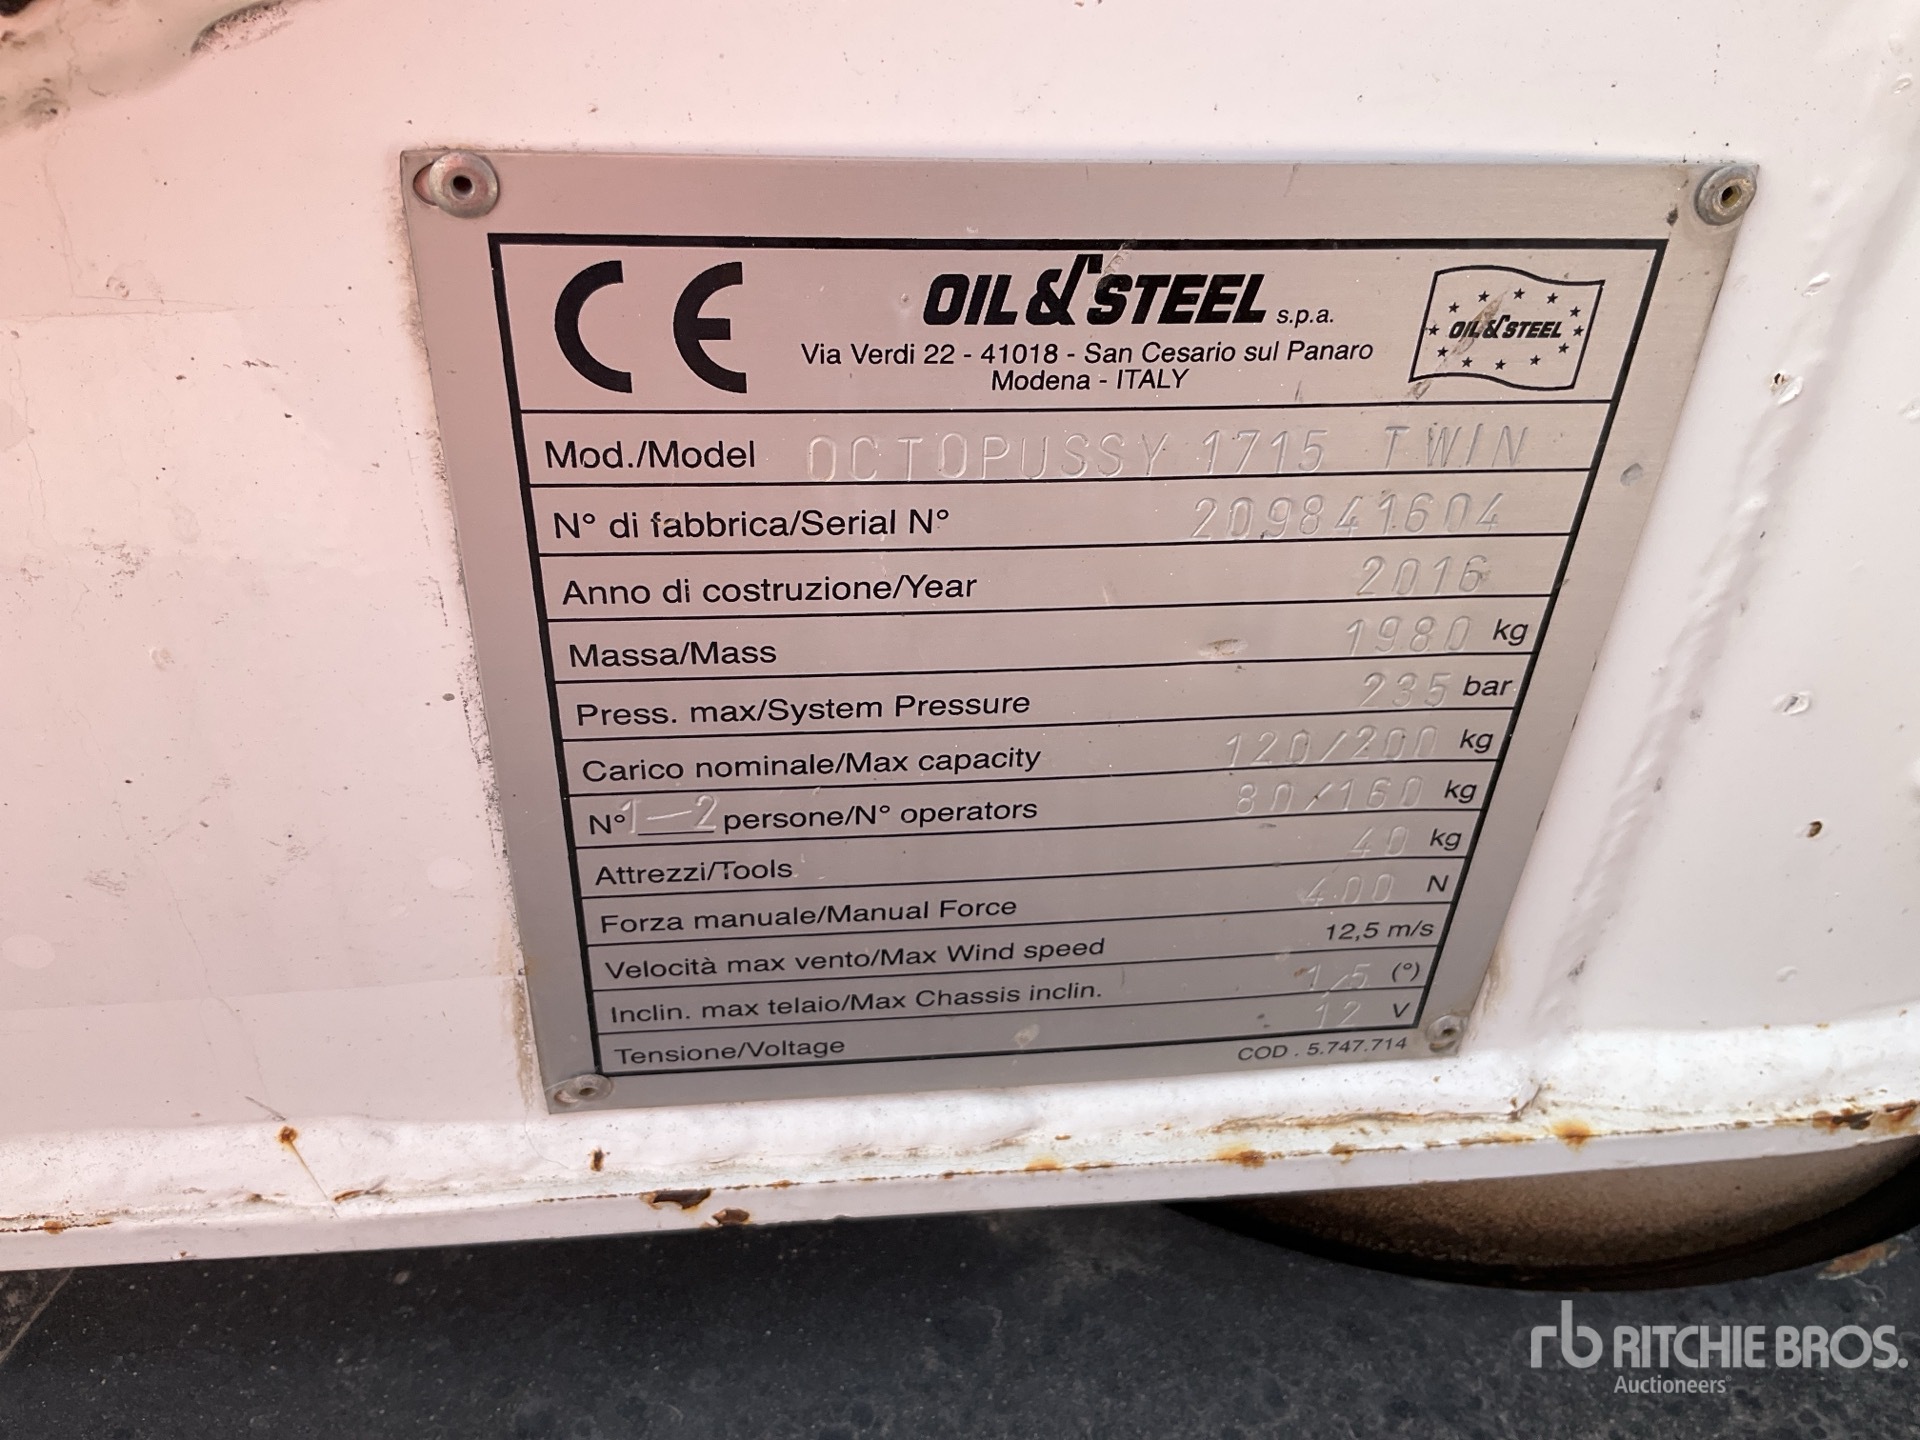 CE
OIL&STEEL s.p.a.
Via Verdi 22 - 41018 - San Cesario sul Panaro
Modena - ITALY
OIL&STEEL
Mod./Model OCTOPUSSY 1715 TWIN
N° di fabbrica/Serial N° 209841604
Anno di costruzione/Year 2016
Massa/Mass 1980 kg
Press. max/System Pressure 235 bar
Carico nominale/Max capacity 120/200 kg
N° 1-2 persone/N° operators 80/160 kg
Attrezzi/Tools 40 kg
Forza manuale/Manual Force 400 N
Velocità max vento/Max Wind speed 12,5 m/s
Inclin. max telaio/Max Chassis inclin. 1,5 (°)
Tensione/Voltage 12 V
COD . 5.747.714
rb RITCHIE BROS.
Auctioneers